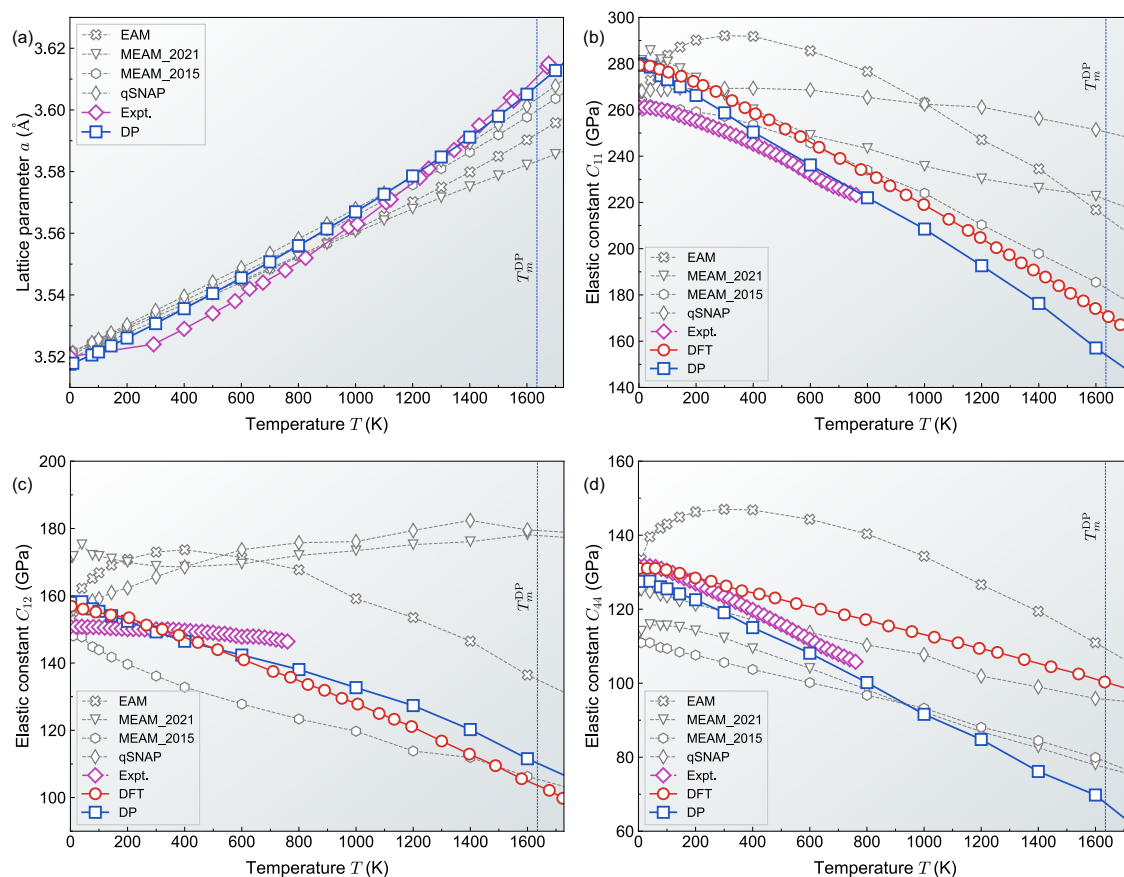 (a)
EAM
MEAM_2021
MEAM_2015
qSNAP
Expt.
DP
Lattice parameter a (Å)
3.62
3.60
3.58
3.56
3.54
3.52
0 200 400 600 800 1000 1200 1400 1600
Temperature T (K)
T_m^DP
(b)
EAM
MEAM_2021
MEAM_2015
qSNAP
Expt.
DFT
DP
Elastic constant C₁₁ (GPa)
300
280
260
240
220
200
180
160
140
0 200 400 600 800 1000 1200 1400 1600
Temperature T (K)
T_m^DP
(c)
EAM
MEAM_2021
MEAM_2015
qSNAP
Expt.
DFT
DP
Elastic constant C₁₂ (GPa)
200
180
160
140
120
100
0 200 400 600 800 1000 1200 1400 1600
Temperature T (K)
T_m^DP
(d)
EAM
MEAM_2021
MEAM_2015
qSNAP
Expt.
DFT
DP
Elastic constant C₄₄ (GPa)
160
140
120
100
80
60
0 200 400 600 800 1000 1200 1400 1600
Temperature T (K)
T_m^DP